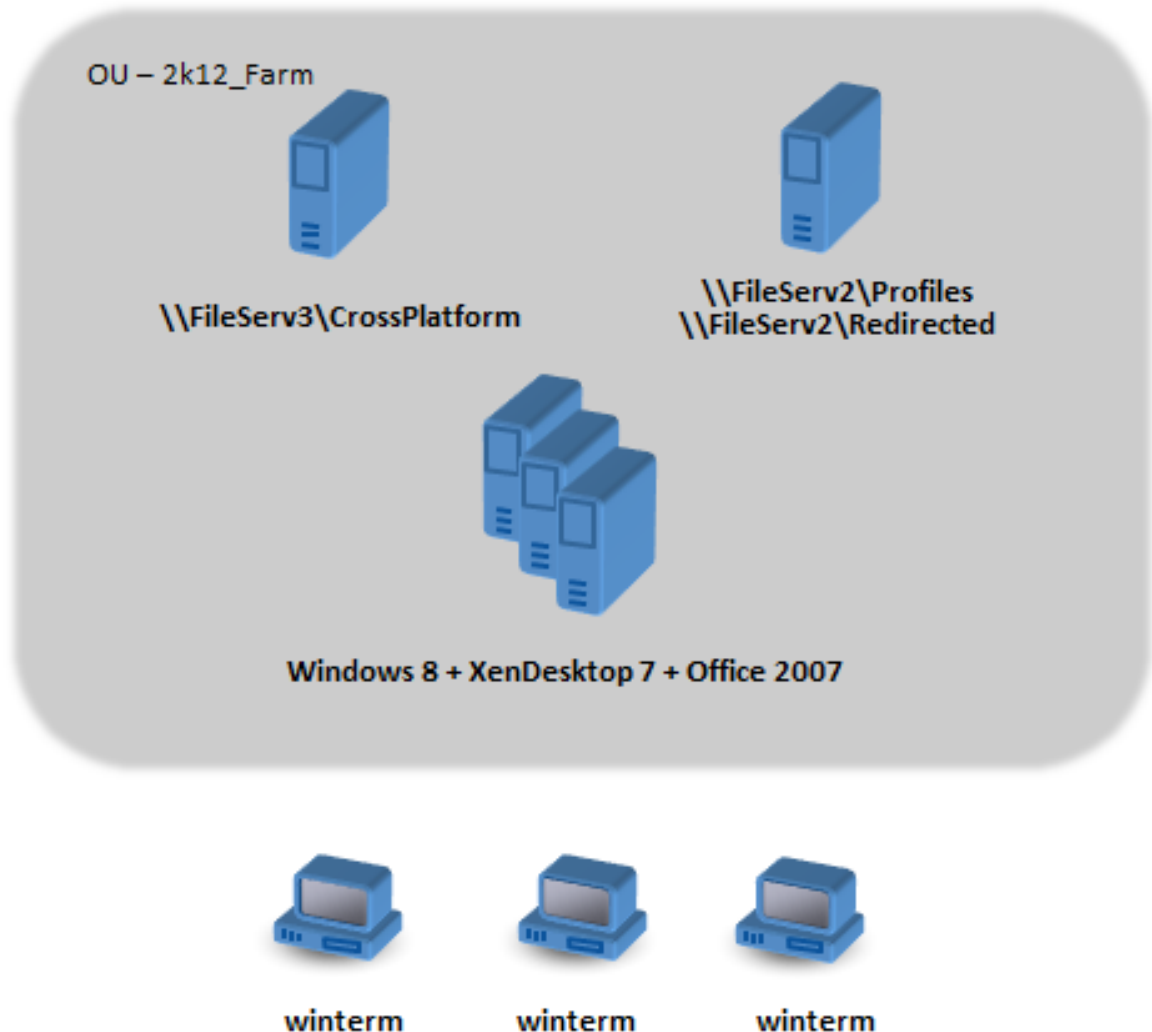 OU – 2k12_Farm
\\FileServ3\CrossPlatform
\\FileServ2\Profiles
\\FileServ2\Redirected
Windows 8 + XenDesktop 7 + Office 2007
winterm
winterm
winterm